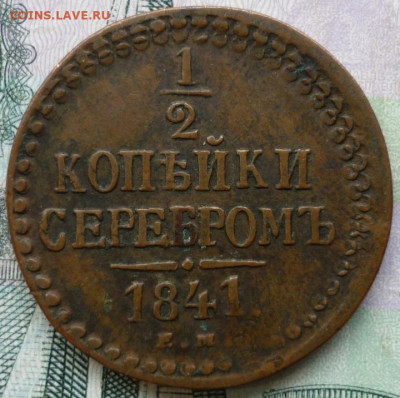 COINS.LAVE.RU
1
2
КОПѢЙКИ
СЕРЕБРОМЪ
1841.
Е.М.